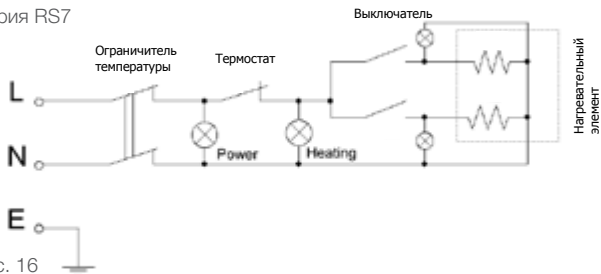 рия RS7
Выключатель
Ограничитель
температуры
Термостат
L
N
Power
Heating
Нагревательный
элемент
E
с. 16